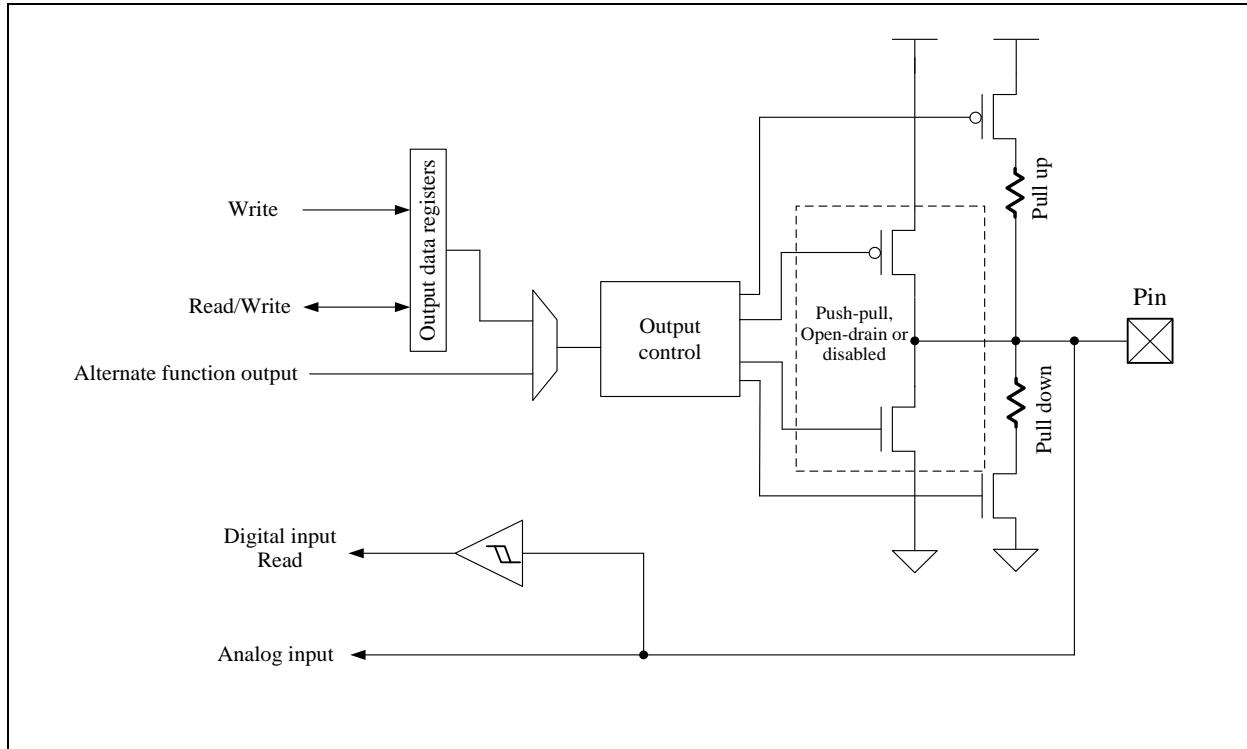 Write
Output data registers
Read/Write
Alternate function output
Output
control
Push-pull,
Open-drain or
disabled
Pull up
Pin
Pull down
Digital input
Read
Analog input